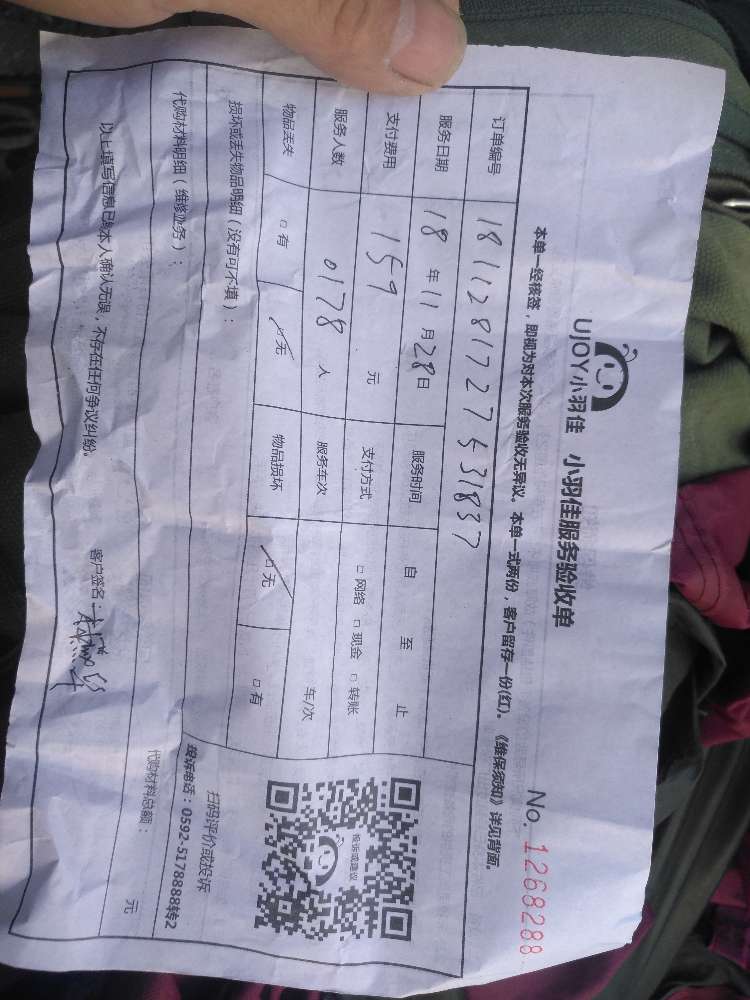 UJOY小羽佳 小羽佳服务验收单
No. 1268288
本单一经核签，即视为对本次服务验收无异议。本单一式两份，客户留存一份(红)。《维保须知》详见背面。
订单编号
服务日期 18 年 11 月 28 日 服务时间 自 至 止
支付费用 159 元 支付方式 □ 网络 □ 现金 □ 转账
服务人数 0178 人 服务车次 车/次
物品丢失 □ 有 □ 无 物品损坏 □ 无 □ 有
损坏或丢失物品明细（没有可不填）：
投诉或建议
扫码评价或投诉
投诉电话：0592-5178888转2
代购材料明细（维修业务）：
代购材料总额： 元
以上填写信息已与本人确认无误，不存在任何争议纠纷。
客户签名：